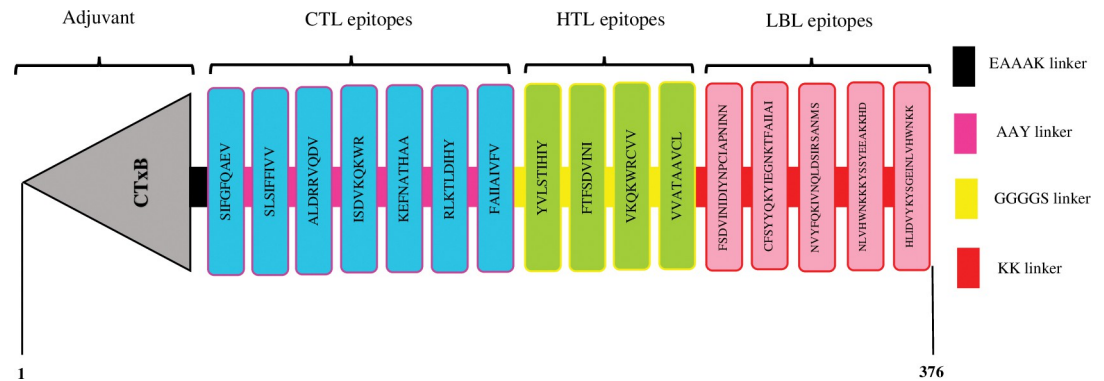 Adjuvant
CTL epitopes
HTL epitopes
LBL epitopes
CTxB
SIFGFQAEV
SLSIFFIVV
ALDRRVQDV
ISDVKQKWR
KEFNATHAA
RLKTLDIHY
FAIIAIVFV
YVLSTIHIY
FTFSDVINI
VKQKWRCVV
VVATAAVCL
FSDVINIDIYNPCIAPNINN
CFSYYQKYIEGNKTFAIIAI
NVYFQKIVNQLDSIRSANMS
NLVHWNKKKYSSYEEAKKHD
HLIDVYKYSGEINLVHWNKK
EAAAK linker
AAY linker
GGGGS linker
KK linker
1
376